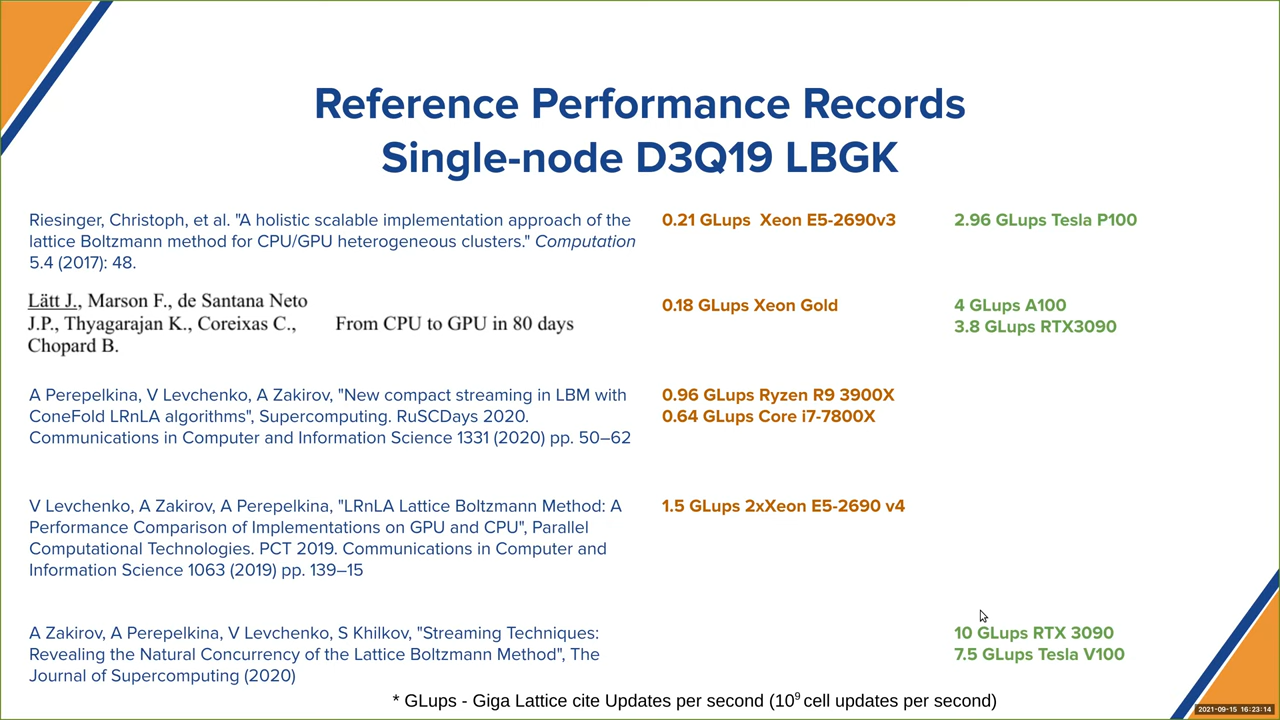 Reference Performance Records
Single-node D3Q19 LBGK
Riesinger, Christoph, et al. "A holistic scalable implementation approach of the
lattice Boltzmann method for CPU/GPU heterogeneous clusters." Computation
5.4 (2017): 48.
0.21 GLups  Xeon E5-2690v3
2.96 GLups Tesla P100
Lätt J., Marson F., de Santana Neto
J.P., Thyagarajan K., Coreixas C.,
Chopard B.
From CPU to GPU in 80 days
0.18 GLups Xeon Gold
4 GLups A100
3.8 GLups RTX3090
A Perepelkina, V Levchenko, A Zakirov, "New compact streaming in LBM with
ConeFold LRnLA algorithms", Supercomputing. RuSCDays 2020.
Communications in Computer and Information Science 1331 (2020) pp. 50–62
0.96 GLups Ryzen R9 3900X
0.64 GLups Core i7-7800X
V Levchenko, A Zakirov, A Perepelkina, "LRnLA Lattice Boltzmann Method: A
Performance Comparison of Implementations on GPU and CPU", Parallel
Computational Technologies. PCT 2019. Communications in Computer and
Information Science 1063 (2019) pp. 139–15
1.5 GLups 2xXeon E5-2690 v4
A Zakirov, A Perepelkina, V Levchenko, S Khilkov, "Streaming Techniques:
Revealing the Natural Concurrency of the Lattice Boltzmann Method", The
Journal of Supercomputing (2020)
10 GLups RTX 3090
7.5 GLups Tesla V100
* GLups - Giga Lattice cite Updates per second (10⁹ cell updates per second)
2021-09-15 16:23:14